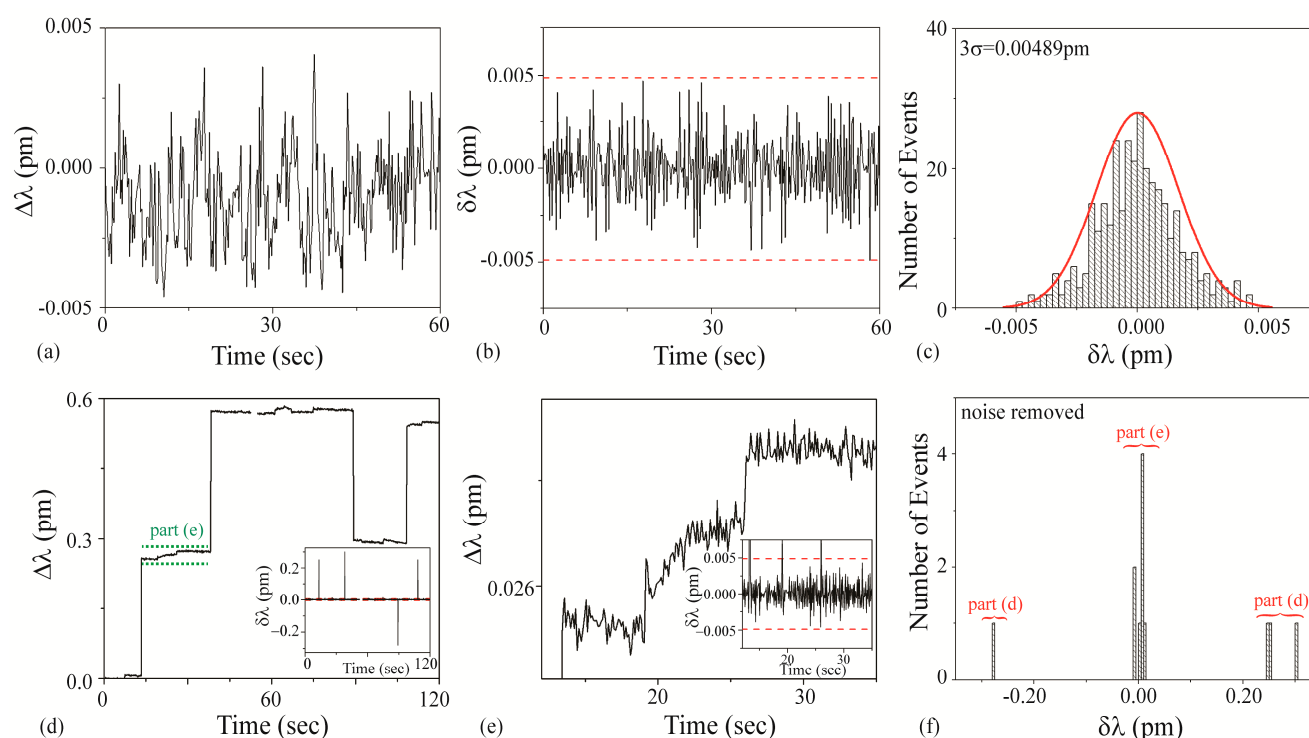 0.005
0.000
-0.005
Δλ (pm)
0
30
60
Time (sec)
(a)
0.005
0.000
-0.005
δλ (pm)
0
30
60
Time (sec)
(b)
3σ=0.00489pm
40
20
0
Number of Events
-0.005
0.000
0.005
δλ (pm)
(c)
0.6
0.3
0.0
Δλ (pm)
part (e)
0
60
120
Time (sec)
(d)
0.2
0.0
−0.2
δλ (pm)
0
120
Time (sec)
0.026
Δλ (pm)
20
30
Time (sec)
(e)
0.005
−0.000
−0.005
δλ (pm)
20
30
Time (sec)
noise removed
part (e)
part (d)
part (d)
4
2
0
Number of Events
-0.20
0.00
0.20
δλ (pm)
(f)